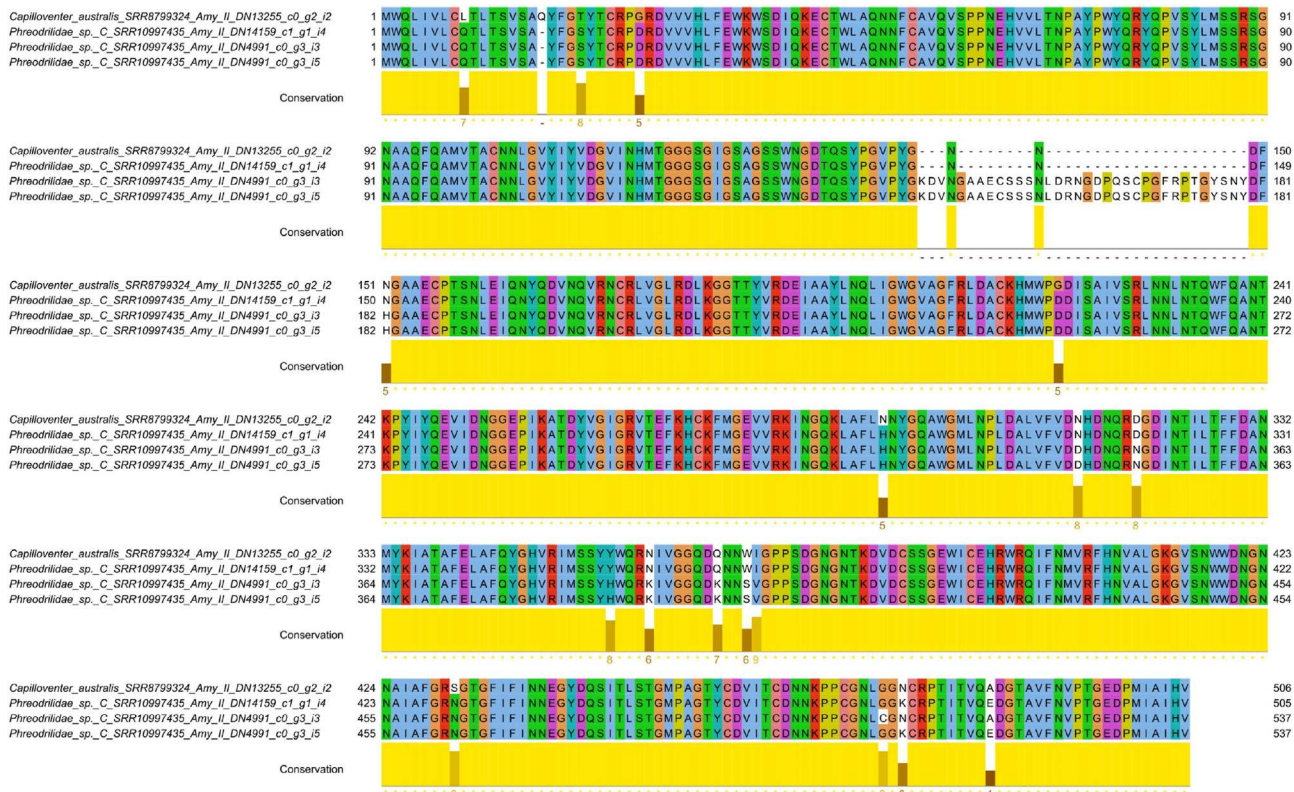 Capilloventer_australis_SRR8799324_Amy_II_DN13255_c0_g2_i2 1 MWQLIVLCLTLTSVSAQYFGTYTCRPGRDVVVHLFEWKWSDIQKECTWLAQNNFCAVQVSPPNEHVVLTNPAYPWYQRYQPVSYLMSSRSG 91
Phreodrilidae_sp._C_SRR10997435_Amy_II_DN14159_c1_g1_i4 1 MWQLIVLCQTLTSVSA-YFGSYTCRPDRDVVVHLFEWKWSDIQKECTWLAQNNFCAVQVSPPNEHVVLTNPAYPWYQRYQPVSYLMSSRSG 90
Phreodrilidae_sp._C_SRR10997435_Amy_II_DN4991_c0_g3_i3 1 MWQLIVLCQTLTSVSA-YFGSYTCRPDRDVVVHLFEWKWSDIQKECTWLAQNNFCAVQVSPPNEHVVLTNPAYPWYQRYQPVSYLMSSRSG 90
Phreodrilidae_sp._C_SRR10997435_Amy_II_DN4991_c0_g3_i5 1 MWQLIVLCQTLTSVSA-YFGSYTCRPDRDVVVHLFEWKWSDIQKECTWLAQNNFCAVQVSPPNEHVVLTNPAYPWYQRYQPVSYLMSSRSG 90
Conservation
7 - 8 5
Capilloventer_australis_SRR8799324_Amy_II_DN13255_c0_g2_i2 92 NAAQFQAMVTACNNLGVYIYVDGVINHMTGGGSGIGSAGSSWNGDTQSYPGVPYG---N--------N---------------------DF 150
Phreodrilidae_sp._C_SRR10997435_Amy_II_DN14159_c1_g1_i4 91 NAAQFQAMVTACNNLGVYIYVDGVINHMTGGGSGIGSAGSSWNGDTQSYPGVPYG---N--------N---------------------DF 149
Phreodrilidae_sp._C_SRR10997435_Amy_II_DN4991_c0_g3_i3 91 NAAQFQAMVTACNNLGVYIYVDGVINHMTGGGSGIGSAGSSWNGDTQSYPGVPYGKDVNGAAECSSSNLDRNGDPQSCPGFRPTGYSNYDF 181
Phreodrilidae_sp._C_SRR10997435_Amy_II_DN4991_c0_g3_i5 91 NAAQFQAMVTACNNLGVYIYVDGVINHMTGGGSGIGSAGSSWNGDTQSYPGVPYGKDVNGAAECSSSNLDRNGDPQSCPGFRPTGYSNYDF 181
Conservation
Capilloventer_australis_SRR8799324_Amy_II_DN13255_c0_g2_i2 151 NGAAECPTSNLEIQNYQDVNQVRNCRLVGLRDLKGGTTYVRDEIAAYLNQLIGWGVAGFRLDACKHMWPGDISAIVSRLNNLNTQWFQANT 241
Phreodrilidae_sp._C_SRR10997435_Amy_II_DN14159_c1_g1_i4 150 NGAAECPTSNLEIQNYQDVNQVRNCRLVGLRDLKGGTTYVRDEIAAYLNQLIGWGVAGFRLDACKHMWPDDISAIVSRLNNLNTQWFQANT 240
Phreodrilidae_sp._C_SRR10997435_Amy_II_DN4991_c0_g3_i3 182 HGAAECPTSNLEIQNYQDVNQVRNCRLVGLRDLKGGTTYVRDEIAAYLNQLIGWGVAGFRLDACKHMWPDDISAIVSRLNNLNTQWFQANT 272
Phreodrilidae_sp._C_SRR10997435_Amy_II_DN4991_c0_g3_i5 182 HGAAECPTSNLEIQNYQDVNQVRNCRLVGLRDLKGGTTYVRDEIAAYLNQLIGWGVAGFRLDACKHMWPDDISAIVSRLNNLNTQWFQANT 272
Conservation
5 5
Capilloventer_australis_SRR8799324_Amy_II_DN13255_c0_g2_i2 242 KPYIYQEVIDNGGEPIKATDYVGIGRVTEFKHCKFMGEVVRKINGQKLAFLNNYGQAWGMLNPLDALVFVDNHDNQRDGDINTILTFFDAN 332
Phreodrilidae_sp._C_SRR10997435_Amy_II_DN14159_c1_g1_i4 241 KPYIYQEVIDNGGEPIKATDYVGIGRVTEFKHCKFMGEVVRKINGQKLAFLHNYGQAWGMLNPLDALVFVDNHDNQRDGDINTILTFFDAN 331
Phreodrilidae_sp._C_SRR10997435_Amy_II_DN4991_c0_g3_i3 273 KPYIYQEVIDNGGEPIKATDYVGIGRVTEFKHCKFMGEVVRKINGQKLAFLHNYGQAWGMLNPLDALVFVDDHDNQRNGDINTILTFFDAN 363
Phreodrilidae_sp._C_SRR10997435_Amy_II_DN4991_c0_g3_i5 273 KPYIYQEVIDNGGEPIKATDYVGIGRVTEFKHCKFMGEVVRKINGQKLAFLHNYGQAWGMLNPLDALVFVDDHDNQRNGDINTILTFFDAN 363
Conservation
5 8 8
Capilloventer_australis_SRR8799324_Amy_II_DN13255_c0_g2_i2 333 MYKIATAFELAFQYGHVRIMSSYYWQRNIVGGQDQNNWIGPPSDGNGNTKDVDCSSGEWICEHRWRQIFNMVRFHNVALGKGVSNWWDNGN 423
Phreodrilidae_sp._C_SRR10997435_Amy_II_DN14159_c1_g1_i4 332 MYKIATAFELAFQYGHVRIMSSYYWQRNIVGGQDQNNWIGPPSDGNGNTKDVDCSSGEWICEHRWRQIFNMVRFHNVALGKGVSNWWDNGN 422
Phreodrilidae_sp._C_SRR10997435_Amy_II_DN4991_c0_g3_i3 364 MYKIATAFELAFQYGHVRIMSSYHWQRKIVGGQDKNNSVGPPSDGNGNTKDVDCSSGEWICEHRWRQIFNMVRFHNVALGKGVSNWWDNGN 454
Phreodrilidae_sp._C_SRR10997435_Amy_II_DN4991_c0_g3_i5 364 MYKIATAFELAFQYGHVRIMSSYHWQRKIVGGQDKNNSVGPPSDGNGNTKDVDCSSGEWICEHRWRQIFNMVRFHNVALGKGVSNWWDNGN 454
Conservation
8 6 7 6 9
Capilloventer_australis_SRR8799324_Amy_II_DN13255_c0_g2_i2 424 NAIAFGRSGTGFIFINNEGYDQSITLSTGMPAGTYCDVITCDNNKPPCGNLGGNCRPTITVQADGTAVFNVPTGEDPMIAIHV 506
Phreodrilidae_sp._C_SRR10997435_Amy_II_DN14159_c1_g1_i4 423 NAIAFGRNGTGFIFINNEGYDQSITLSTGMPAGTYCDVITCDNNKPPCGNLGGKCRPTITVQEDGTAVFNVPTGEDPMIAIHV 505
Phreodrilidae_sp._C_SRR10997435_Amy_II_DN4991_c0_g3_i3 455 NAIAFGRNGTGFIFINNEGYDQSITLSTGMPAGTYCDVITCDNNKPPCGNLCGKCRPTITVQEDGTAVFNVPTGEDPMIAIHV 537
Phreodrilidae_sp._C_SRR10997435_Amy_II_DN4991_c0_g3_i5 455 NAIAFGRNGTGFIFINNEGYDQSITLSTGMPAGTYCDVITCDNNKPPCGNLGGKCRPTITVQEDGTAVFNVPTGEDPMIAIHV 537
Conservation